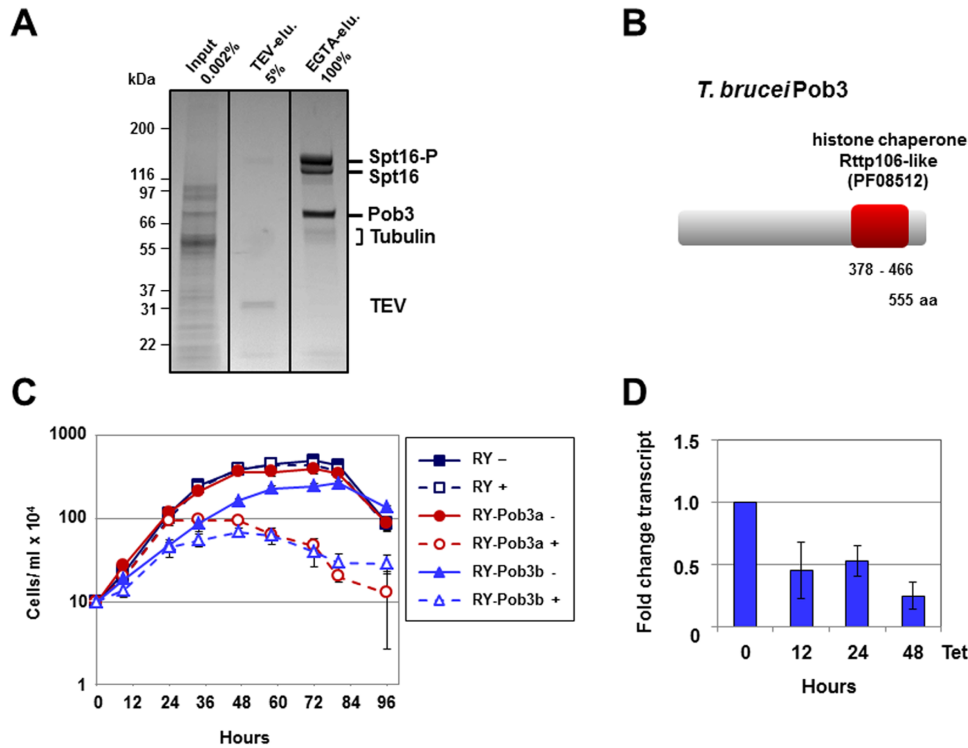 A
Input
0.002%
TEV-elu.
5%
EGTA-elu.
100%
kDa
200
116
97
66
55
37
31
22
Spt16-P
Spt16
Pob3
Tubulin
TEV
B
T. brucei Pob3
histone chaperone
Rttp106-like
(PF08512)
378 - 466
555 aa
C
Cells/ ml x 10⁴
1000
100
10
1
0 12 24 36 48 60 72 84 96
Hours
RY –
RY +
RY-Pob3a -
RY-Pob3a +
RY-Pob3b -
RY-Pob3b +
D
Fold change transcript
1.5
1.0
0.5
0
0 12 24 48 Tet
Hours